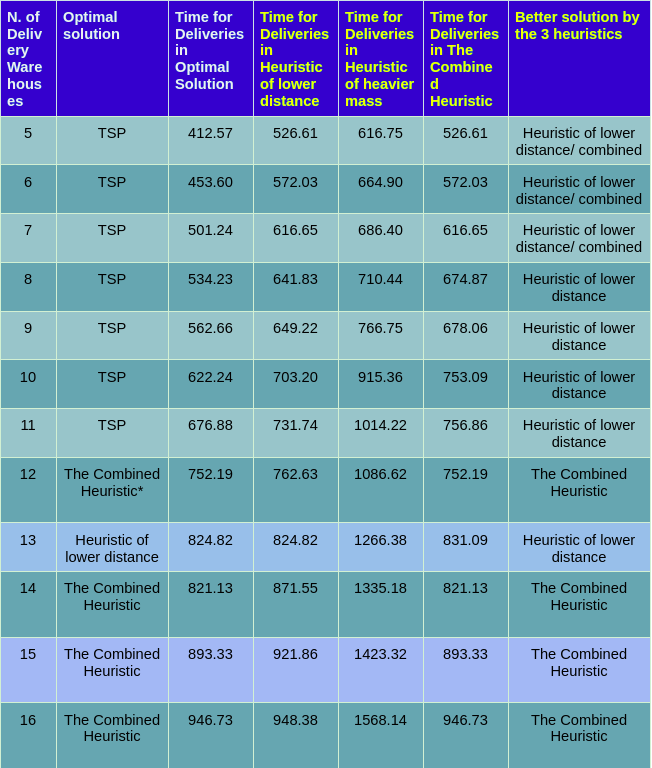 N. of
Deliv
ery
Ware
hous
es
Optimal
solution
Time for
Deliveries
in
Optimal
Solution
Time for
Deliveries
in
Heuristic
of lower
distance
Time for
Deliveries
in
Heuristic
of heavier
mass
Time for
Deliveries
in The
Combine
d
Heuristic
Better solution by
the 3 heuristics
5 TSP 412.57 526.61 616.75 526.61 Heuristic of lower
distance/ combined
6 TSP 453.60 572.03 664.90 572.03 Heuristic of lower
distance/ combined
7 TSP 501.24 616.65 686.40 616.65 Heuristic of lower
distance/ combined
8 TSP 534.23 641.83 710.44 674.87 Heuristic of lower
distance
9 TSP 562.66 649.22 766.75 678.06 Heuristic of lower
distance
10 TSP 622.24 703.20 915.36 753.09 Heuristic of lower
distance
11 TSP 676.88 731.74 1014.22 756.86 Heuristic of lower
distance
12 The Combined 752.19 762.63 1086.62 752.19 The Combined
Heuristic* Heuristic
13 Heuristic of 824.82 824.82 1266.38 831.09 Heuristic of lower
lower distance distance
14 The Combined 821.13 871.55 1335.18 821.13 The Combined
Heuristic Heuristic
15 The Combined 893.33 921.86 1423.32 893.33 The Combined
Heuristic Heuristic
16 The Combined 946.73 948.38 1568.14 946.73 The Combined
Heuristic Heuristic